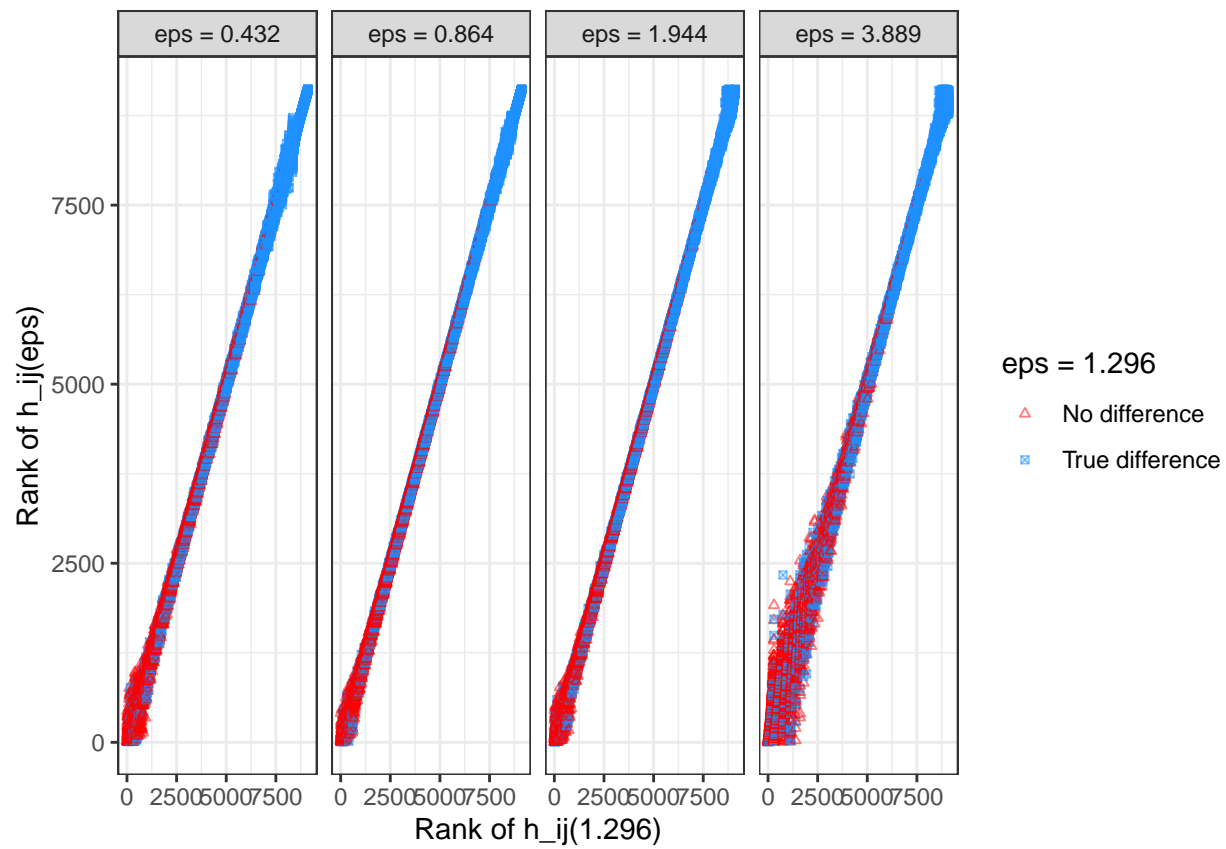 eps = 0.432 eps = 0.864 eps = 1.944 eps = 3.889
7500
5000
2500
0
Rank of h_ij(eps)
0 2500 5000 7500 0 2500 5000 7500 0 2500 5000 7500 0 2500 5000 7500
Rank of h_ij(1.296)
eps = 1.296
No difference
True difference